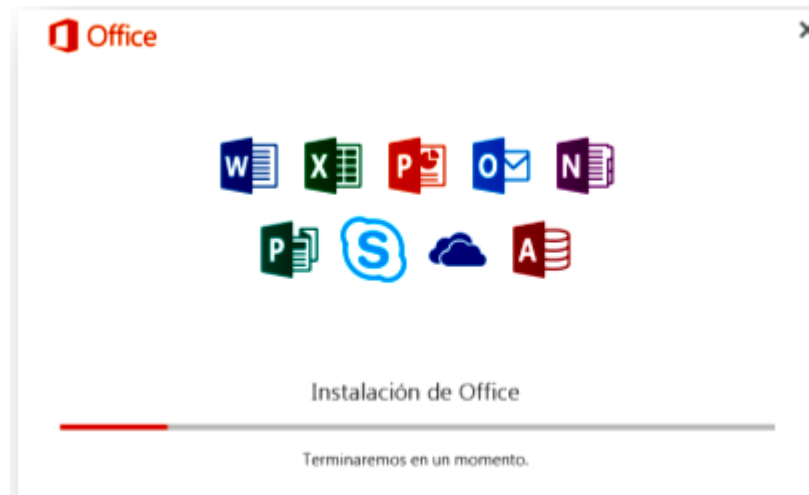 Office
W X P O N
P S A
Instalación de Office
Terminaremos en un momento.